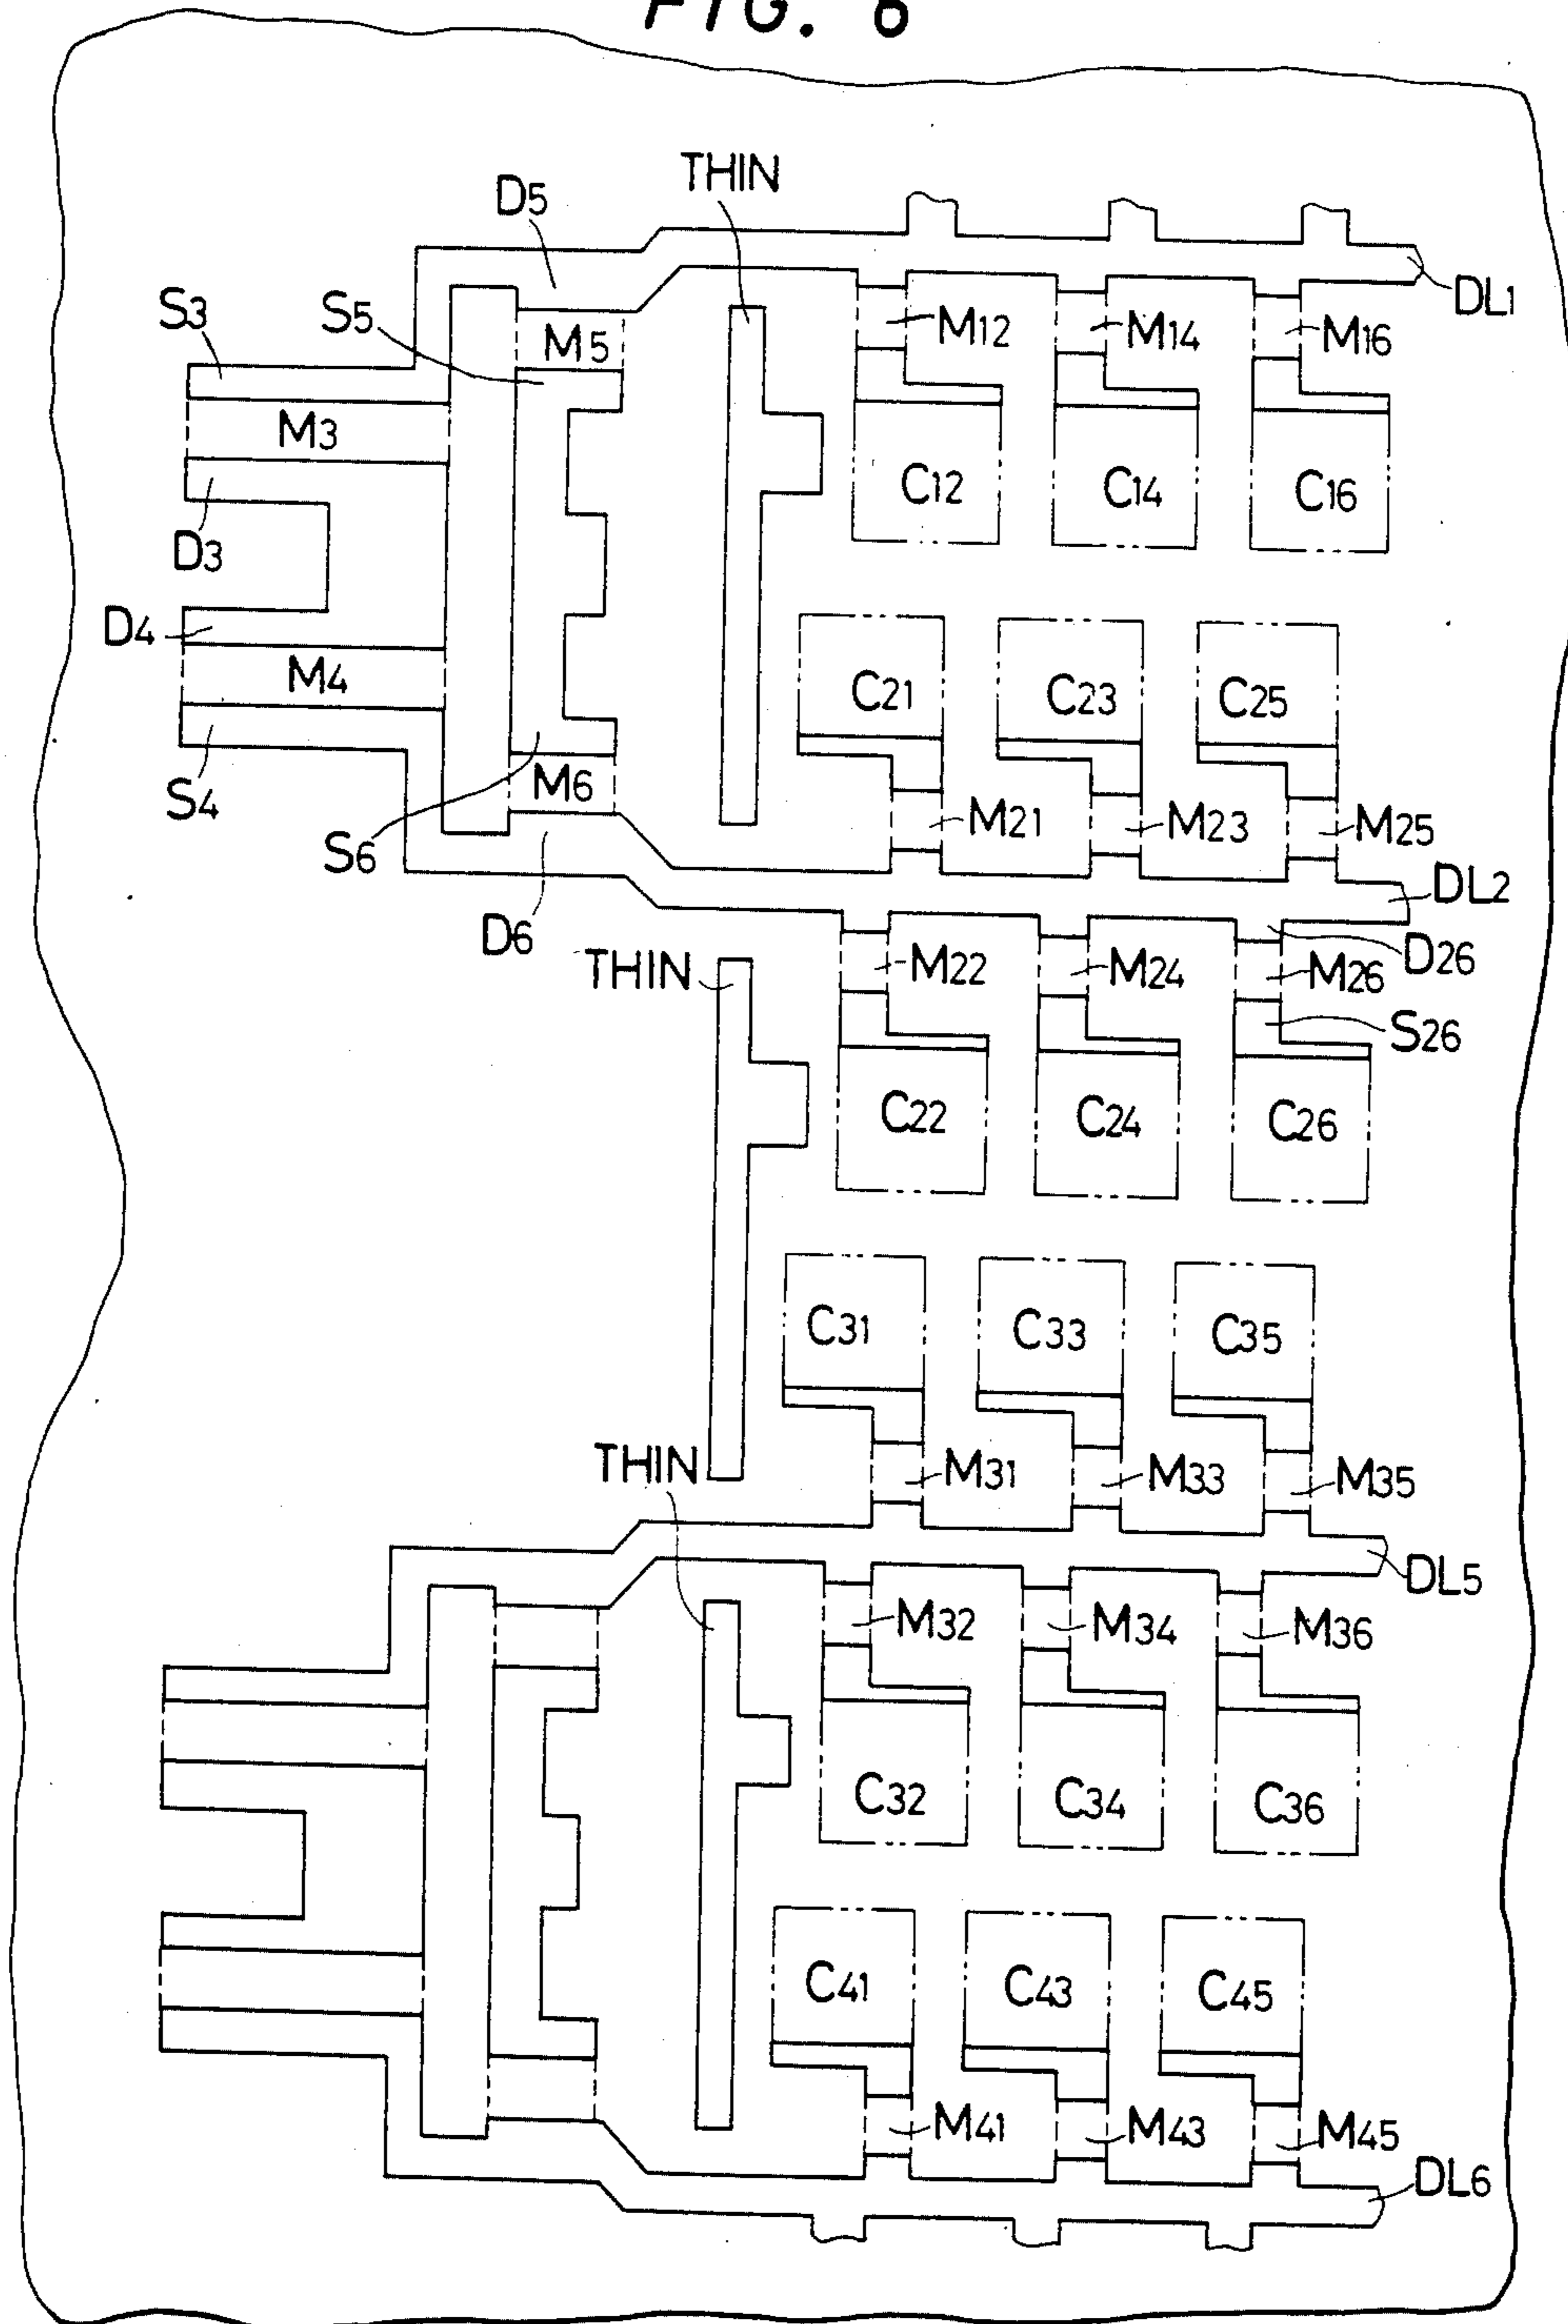 FIG. 6
THIN
D5
DL1
S3
S5
M5
M12
M14
M16
M3
C12
C14
C16
D3
D4
M4
C21
C23
C25
S4
M6
M21
M23
M25
S6
DL2
D6
THIN
M22
M24
M26
D26
S26
C22
C24
C26
C31
C33
C35
THIN
M31
M33
M35
DL5
M32
M34
M36
C32
C34
C36
C41
C43
C45
M41
M43
M45
DL6